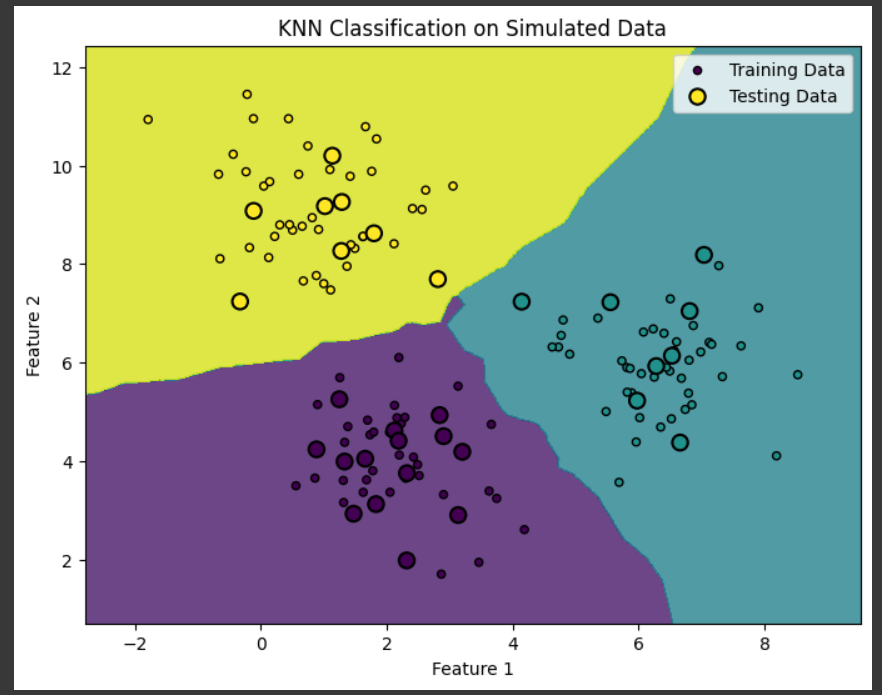 KNN Classification on Simulated Data
Training Data
Testing Data
12
10
8
6
4
2
Feature 2
−2
0
2
4
6
8
Feature 1